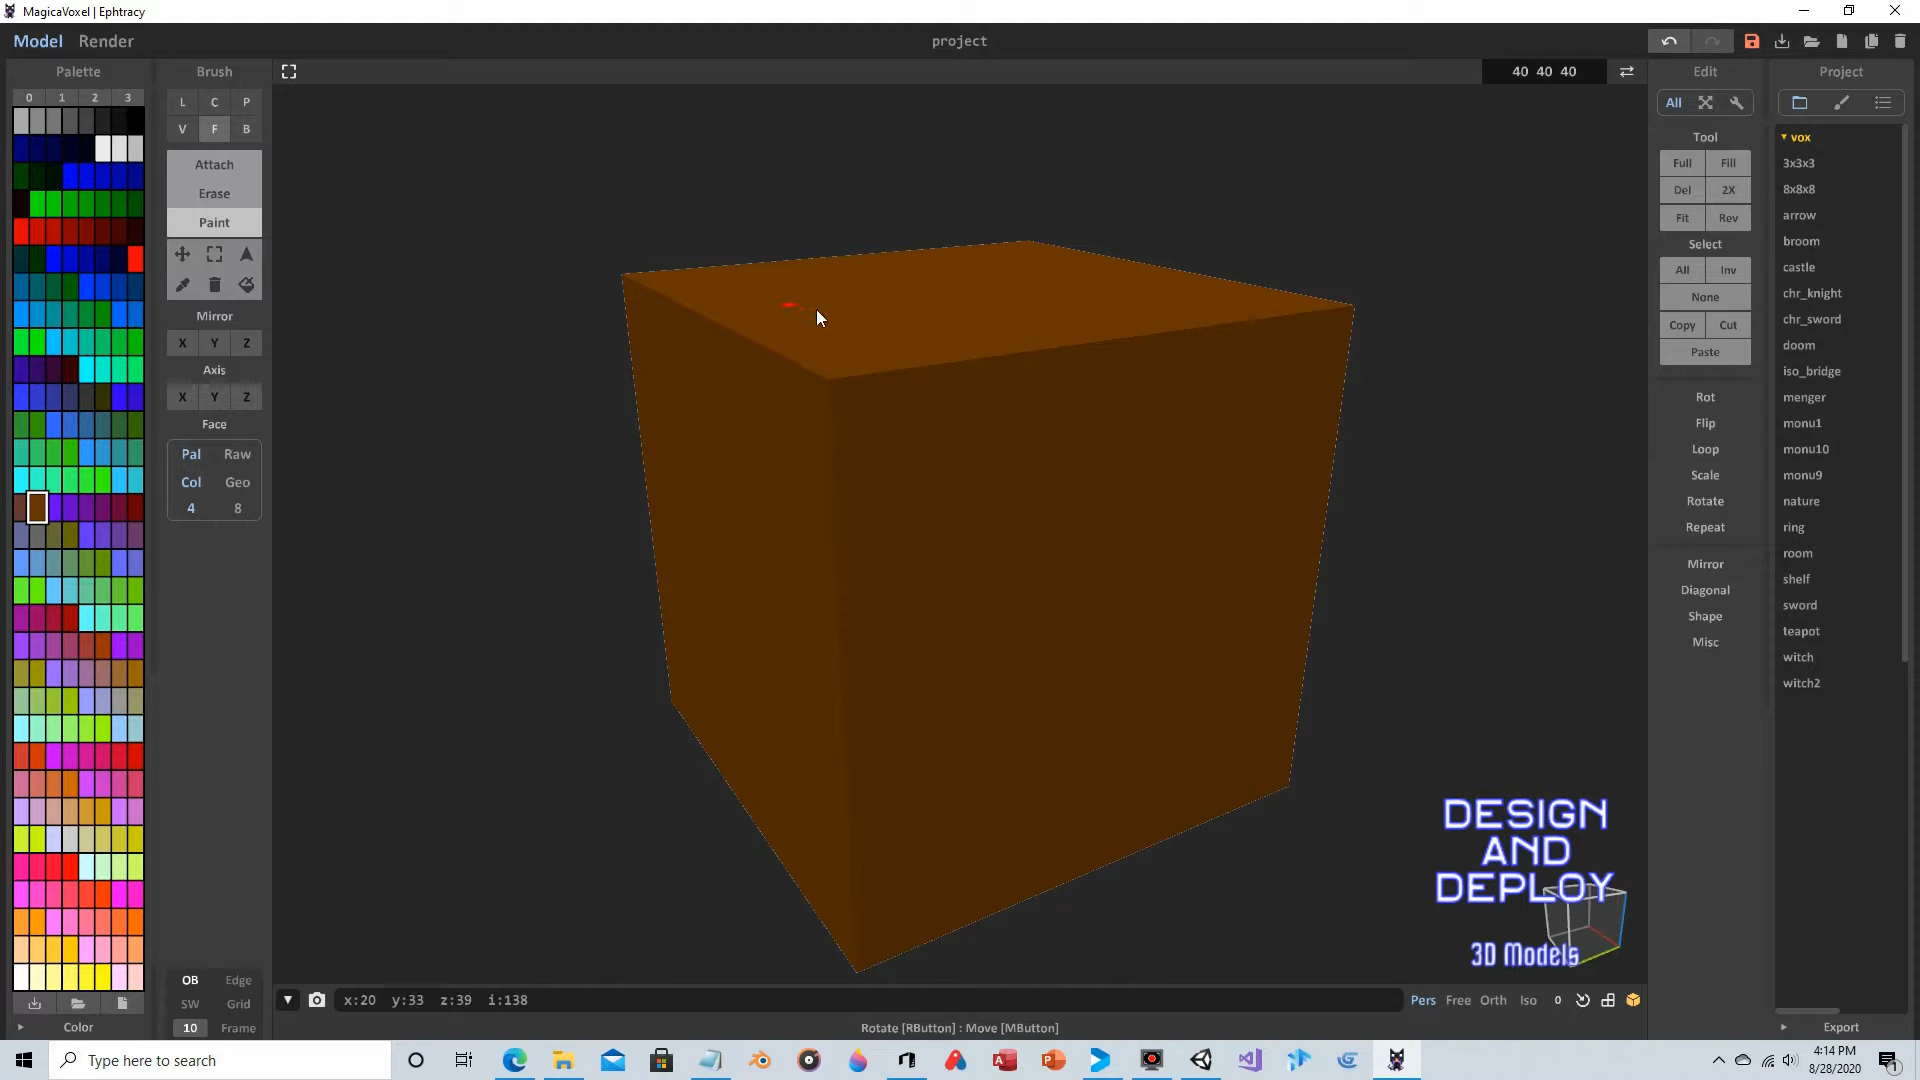 MagicaVoxel | Ephtracy
Model Render
project
Palette
Brush
40 40 40
Edit
Project
0 1 2 3
L C P
V F B
Attach
Erase
Paint
Mirror
X Y Z
Axis
X Y Z
Face
Pal Raw
Col Geo
4 8
OB Edge
SW Grid
10 Frame
Color
All
Tool
Full Fill
Del 2X
Fit Rev
Select
All Inv
None
Copy Cut
Paste
Rot
Flip
Loop
Scale
Rotate
Repeat
Mirror
Diagonal
Shape
Misc
vox
3x3x3
8x8x8
arrow
broom
castle
chr_knight
chr_sword
doom
iso_bridge
menger
monu1
monu10
monu9
nature
ring
room
shelf
sword
teapot
witch
witch2
Export
DESIGN
AND
DEPLOY
3D Models
x:20 y:33 z:39 i:138
Pers Free Orth Iso 0
Rotate [RButton] : Move [MButton]
Type here to search
4:14 PM
8/28/2020
1